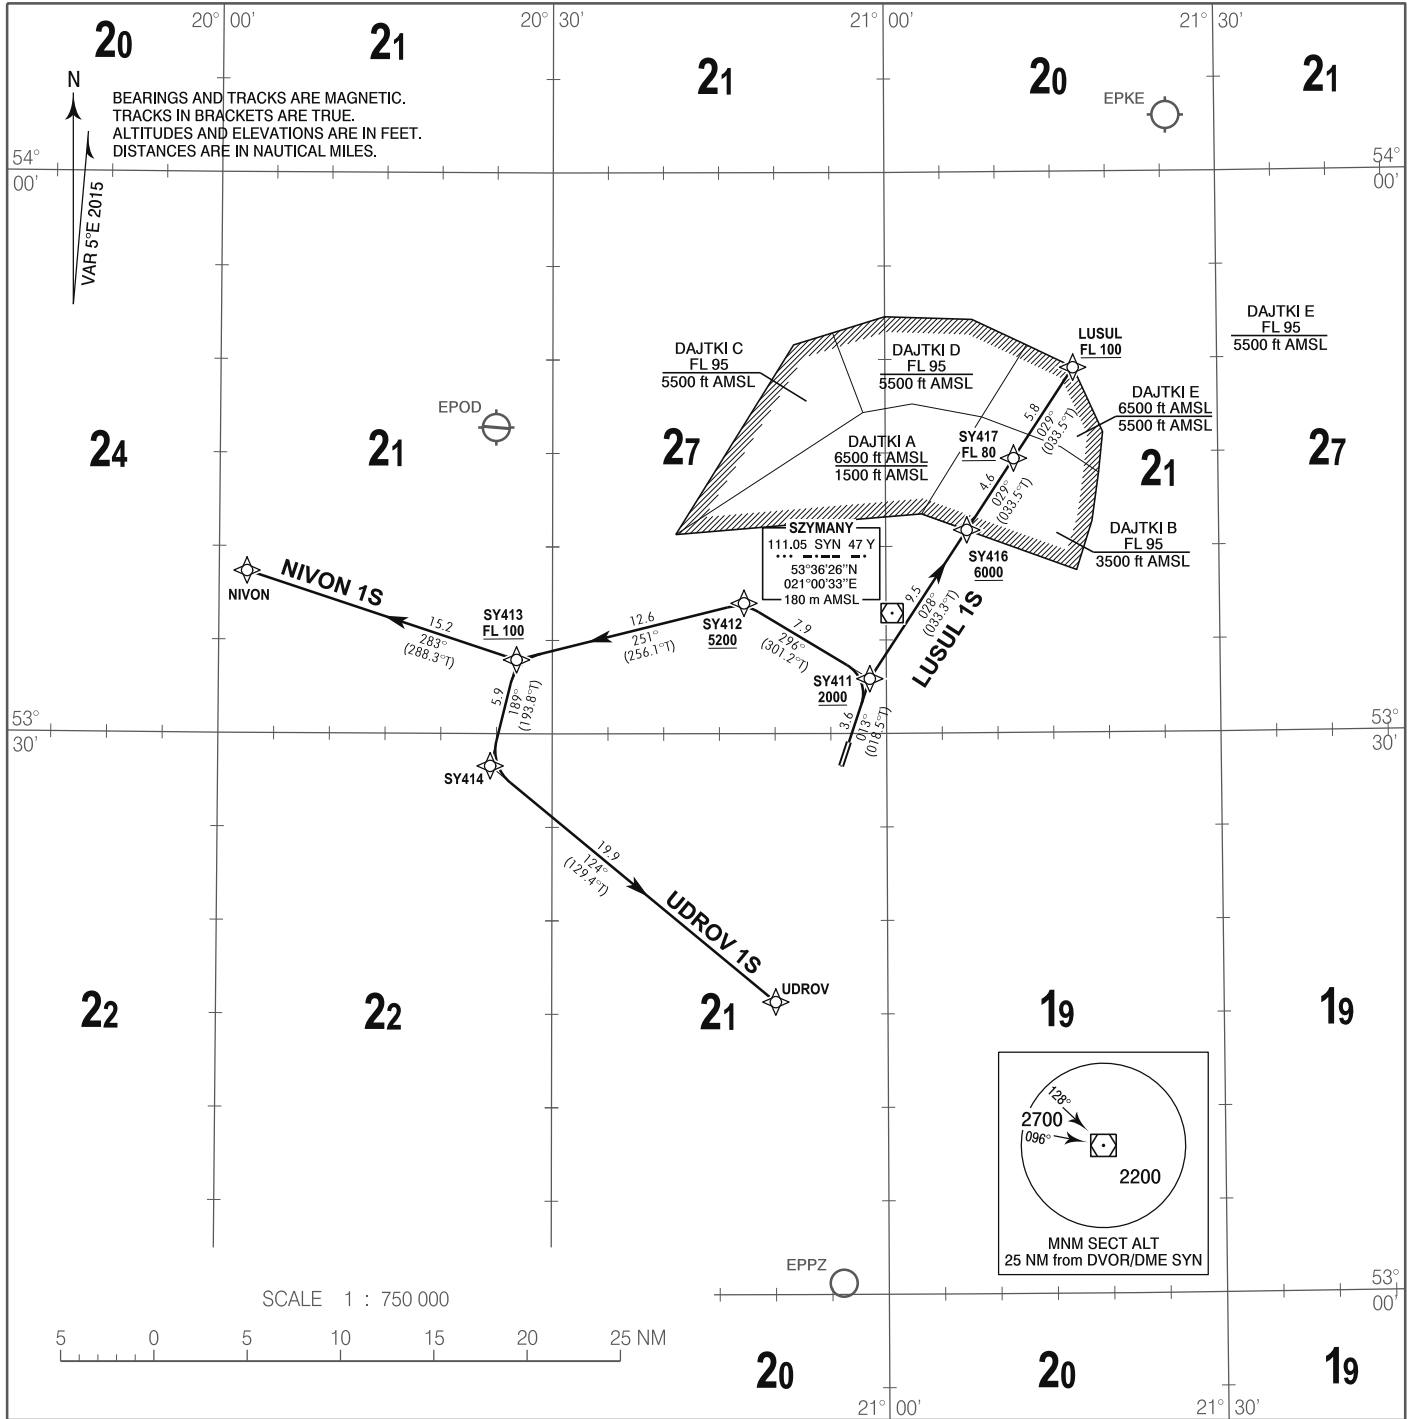 20° 00'
20° 30'
21° 00'
21° 30'
20
21
21
20
21
N
BEARINGS AND TRACKS ARE MAGNETIC.
TRACKS IN BRACKETS ARE TRUE.
ALTITUDES AND ELEVATIONS ARE IN FEET.
DISTANCES ARE IN NAUTICAL MILES.
VAR 5°E 2015
EPKE
54°
00'
54°
00'
DAJTKI E
FL 95
5500 ft AMSL
LUSUL
FL 100
DAJTKI C
FL 95
5500 ft AMSL
DAJTKI D
FL 95
5500 ft AMSL
DAJTKI E
6500 ft AMSL
5500 ft AMSL
EPOD
5.8
029°
(033.5°T)
SY417
FL 80
24
21
27
DAJTKI A
6500 ft AMSL
1500 ft AMSL
21
27
4.6
029°
(033.5°T)
SZYMANY
111.05 SYN 47 Y
53°36'26"N
021°00'33"E
180 m AMSL
DAJTKI B
FL 95
3500 ft AMSL
SY416
6000
NIVON
NIVON 1S
15.2
283°
(288.3°T)
SY413
FL 100
12.6
251°
(256.1°T)
SY412
5200
7.9
296°
(301.2°T)
9.5
028°
(033.3°T)
LUSUL 1S
SY411
2000
5.9
189°
(193.8°T)
3.6
013°
(018.5°T)
53°
30'
53°
30'
SY414
19.9
124°
(129.4°T)
UDROV 1S
UDROV
22
22
21
19
19
128°
2700
096°
2200
MNM SECT ALT
25 NM from DVOR/DME SYN
EPPZ
53°
00'
SCALE 1 : 750 000
5 0 5 10 15 20 25 NM
20
20
19
21° 00'
21° 30'